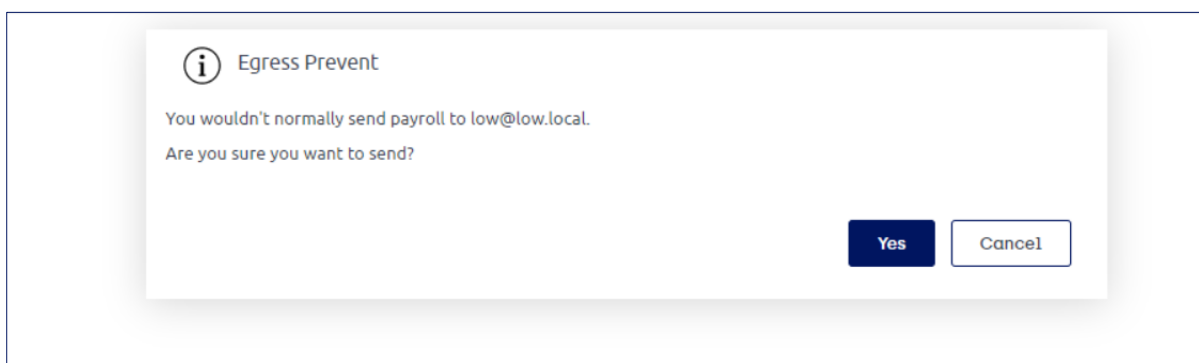 Egress Prevent
You wouldn't normally send payroll to low@low.local.
Are you sure you want to send?
Yes Cancel